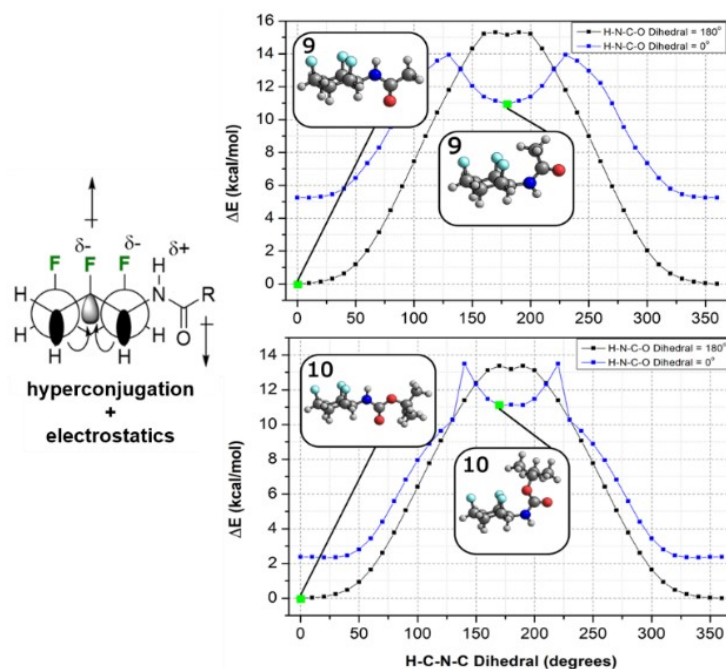 δ-
δ-
H
δ+
F
F
F
H
N
R
H
H
H
H
O
hyperconjugation
+
electrostatics
16
14
12
10
8
6
4
2
0
ΔE (kcal/mol)
9
9
H-N-C-O Dihedral = 180°
H-N-C-O Dihedral = 0°
0 50 100 150 200 250 300 350
14
12
10
8
6
4
2
0
ΔE (kcal/mol)
10
10
H-N-C-O Dihedral = 180°
H-N-C-O Dihedral = 0°
0 50 100 150 200 250 300 350
H-C-N-C Dihedral (degrees)